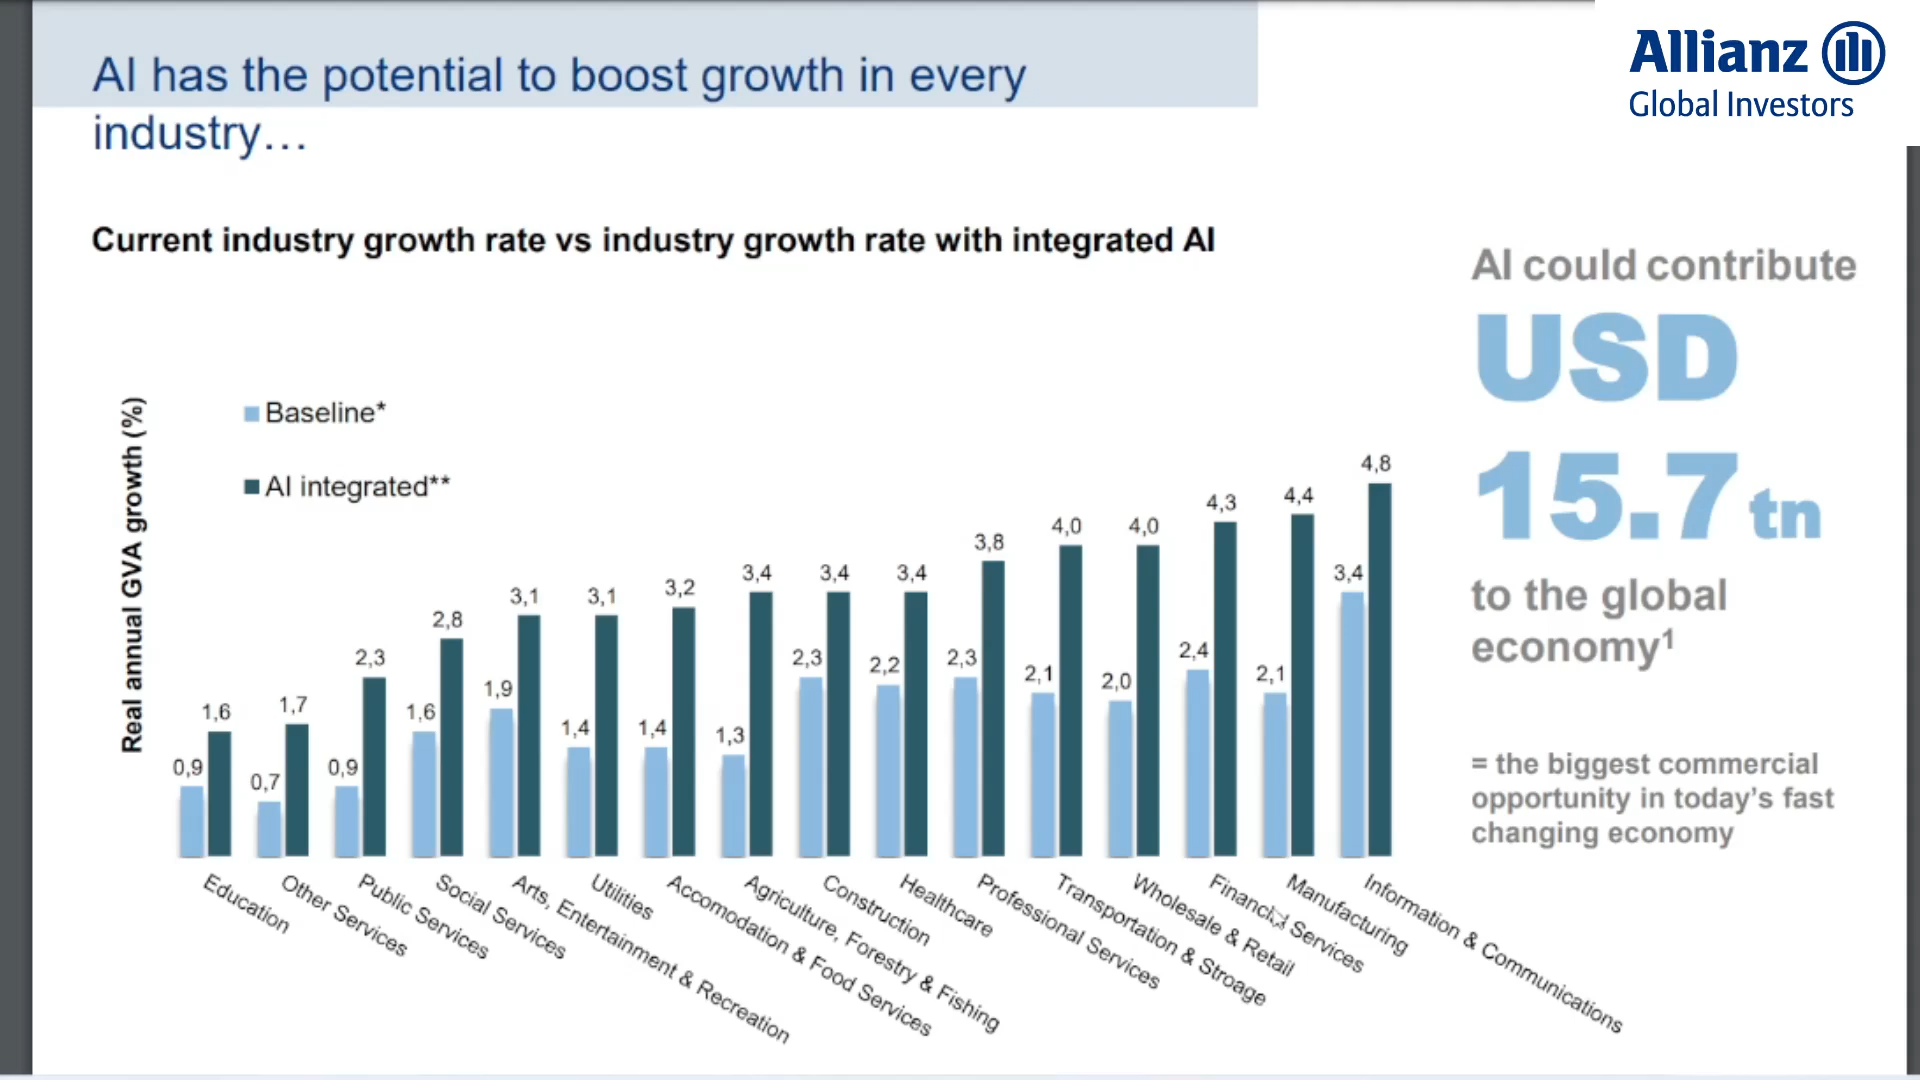 AI has the potential to boost growth in every
industry…
Allianz
Global Investors
Current industry growth rate vs industry growth rate with integrated AI
Real annual GVA growth (%)
Baseline*
AI integrated**
0,9
1,6
0,7
1,7
0,9
2,3
1,6
2,8
1,9
3,1
1,4
3,1
1,4
3,2
1,3
3,4
2,3
3,4
2,2
3,4
2,3
3,8
2,1
4,0
2,0
4,0
2,4
4,3
2,1
4,4
3,4
4,8
Education
Other Services
Public Services
Social Services
Arts, Entertainment & Recreation
Utilities
Accomodation & Food Services
Agriculture, Forestry & Fishing
Construction
Healthcare
Professional Services
Transportation & Stroage
Wholesale & Retail
Financial Services
Manufacturing
Information & Communications
AI could contribute
USD
15.7 tn
to the global
economy¹
= the biggest commercial
opportunity in today's fast
changing economy